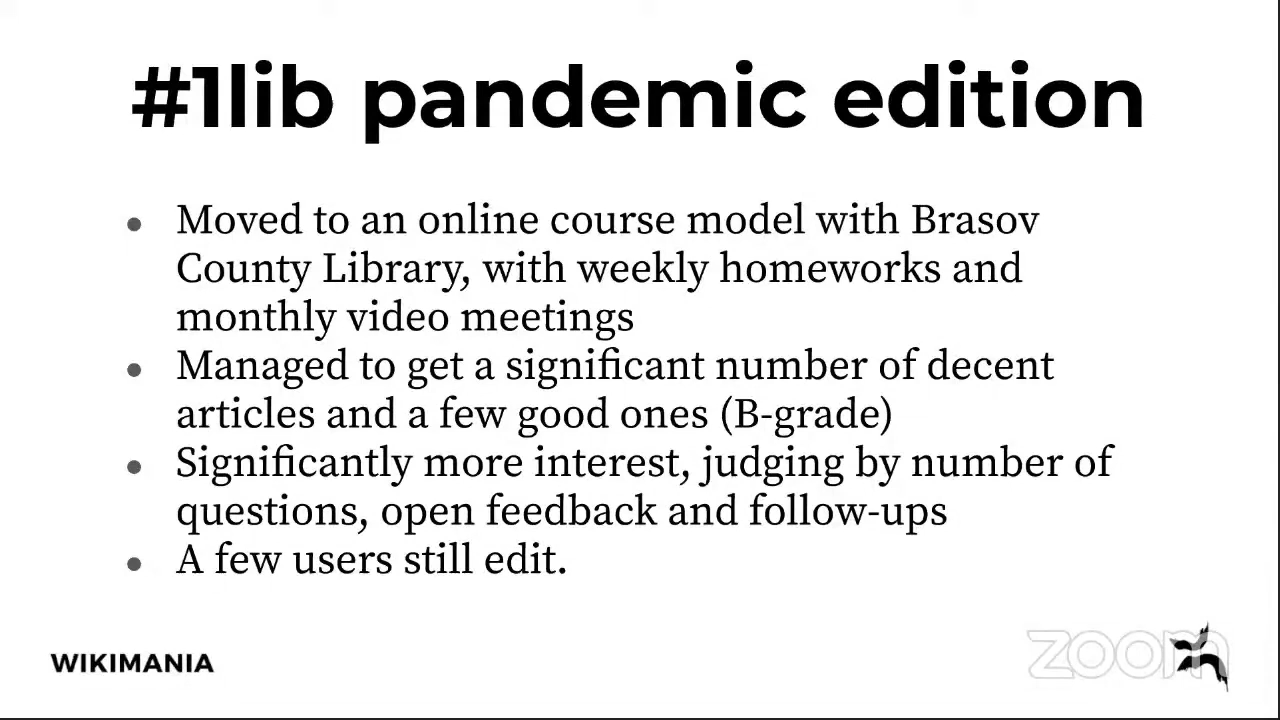 #1lib pandemic edition
• Moved to an online course model with Brasov
County Library, with weekly homeworks and
monthly video meetings
• Managed to get a significant number of decent
articles and a few good ones (B-grade)
• Significantly more interest, judging by number of
questions, open feedback and follow-ups
• A few users still edit.
WIKIMANIA
zoom